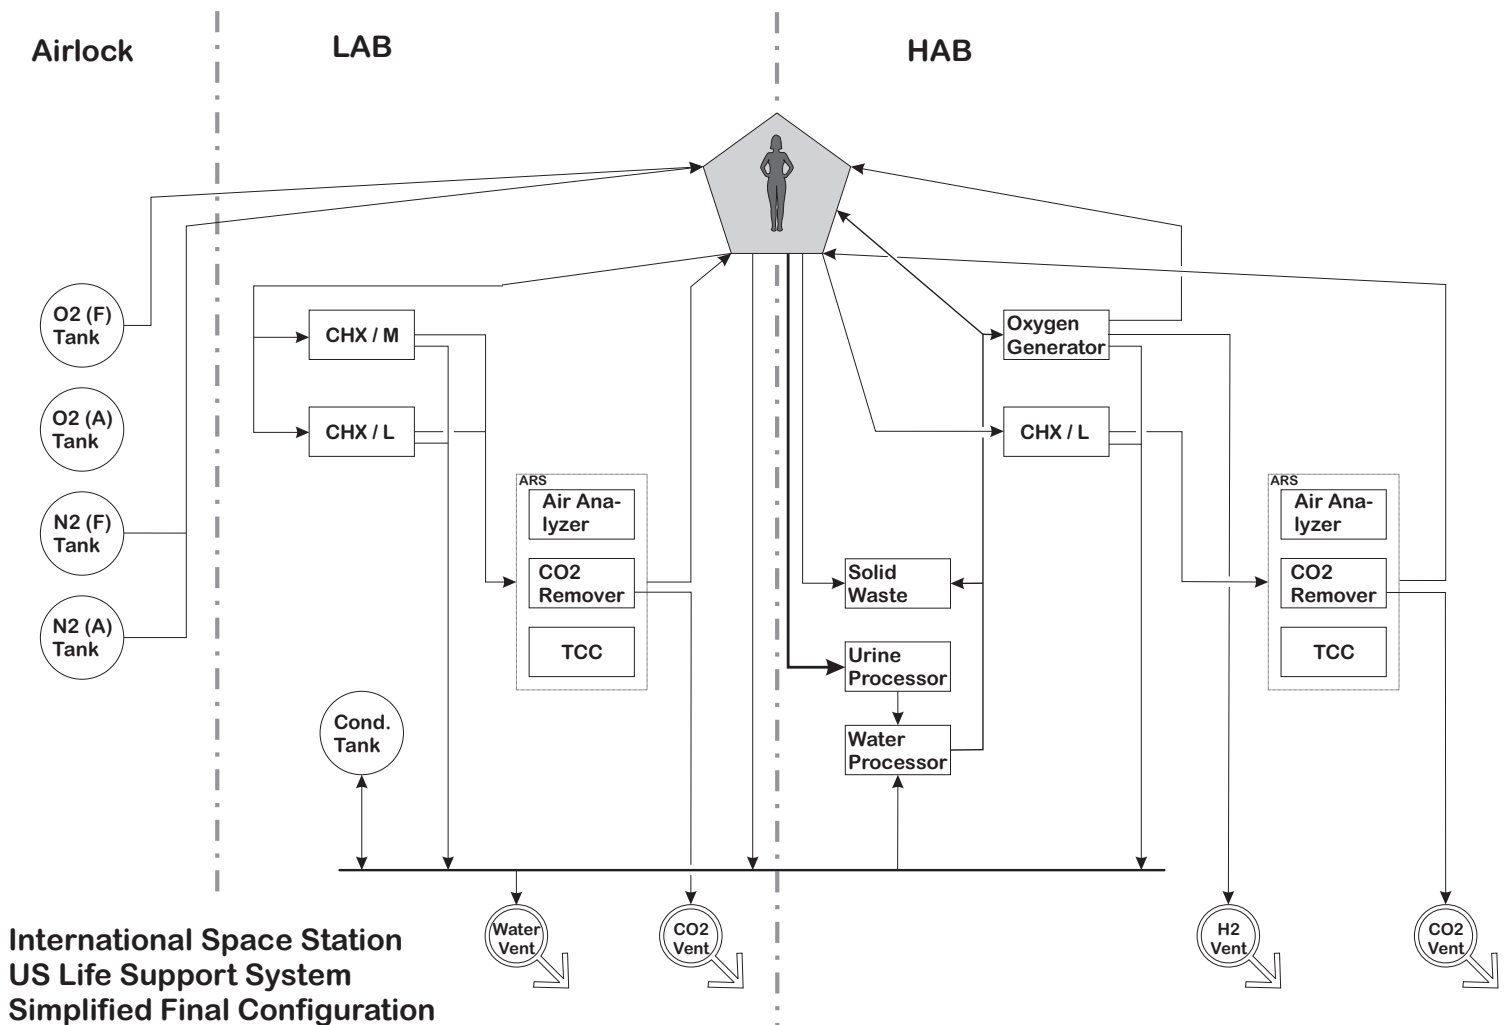 Airlock
LAB
HAB
O2 (F)
Tank
O2 (A)
Tank
N2 (F)
Tank
N2 (A)
Tank
CHX / M
CHX / L
ARS
Air Ana-
lyzer
CO2
Remover
TCC
Cond.
Tank
Oxygen
Generator
CHX / L
Solid
Waste
Urine
Processor
Water
Processor
ARS
Air Ana-
lyzer
CO2
Remover
TCC
Water
Vent
CO2
Vent
H2
Vent
CO2
Vent
International Space Station
US Life Support System
Simplified Final Configuration